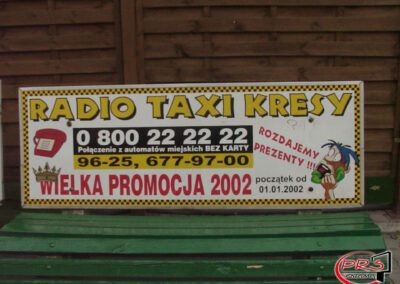 RADIO TAXI KRESY
0 800 22 22 22
Połączenie z automatów miejskich BEZ KARTY
96-25, 677-97-00
WIELKA PROMOCJA 2002
ROZDAJEMY
PREZENTY !!!
początek od
01.01.2002